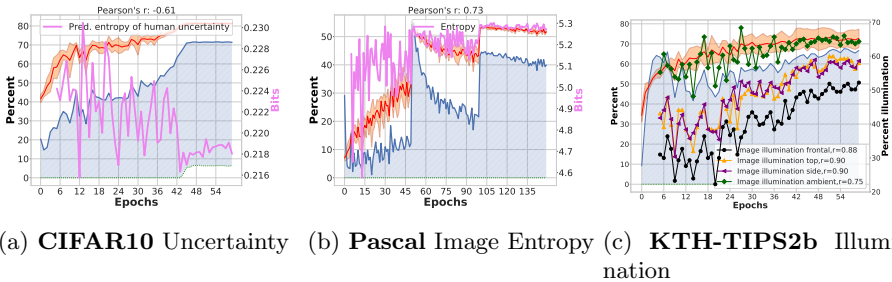 Pearson's r: -0.61
Pred. entropy of human uncertainty
Percent
80
70
60
50
40
30
20
10
0
0 6 12 18 24 30 36 42 48 54
Epochs
0.230
0.228
0.226
0.224
0.222
0.220
0.218
0.216
Bits
Pearson's r: 0.73
Entropy
Percent
50
40
30
20
10
0
0 15 30 45 60 75 90 105 120 135
Epochs
5.3
5.2
5.1
5.0
4.9
4.8
4.7
4.6
Bits
Percent
80
70
60
50
40
30
20
10
0
0 6 12 18 24 30 36 42 48 54
Epochs
70
60
50
40
30
20
Percent Illumination
Image illumination frontal,r=0.88
Image illumination top,r=0.90
Image illumination side,r=0.90
Image illumination ambient,r=0.75
(a) CIFAR10 Uncertainty
(b) Pascal Image Entropy
(c) KTH-TIPS2b Illum
nation